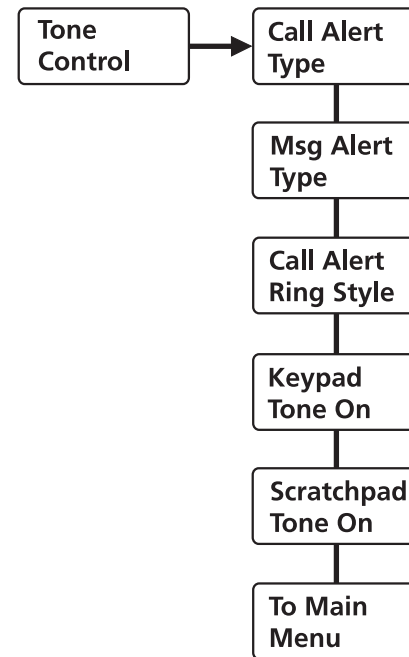 Tone
Control
Call Alert
Type
Msg Alert
Type
Call Alert
Ring Style
Keypad
Tone On
Scratchpad
Tone On
To Main
Menu